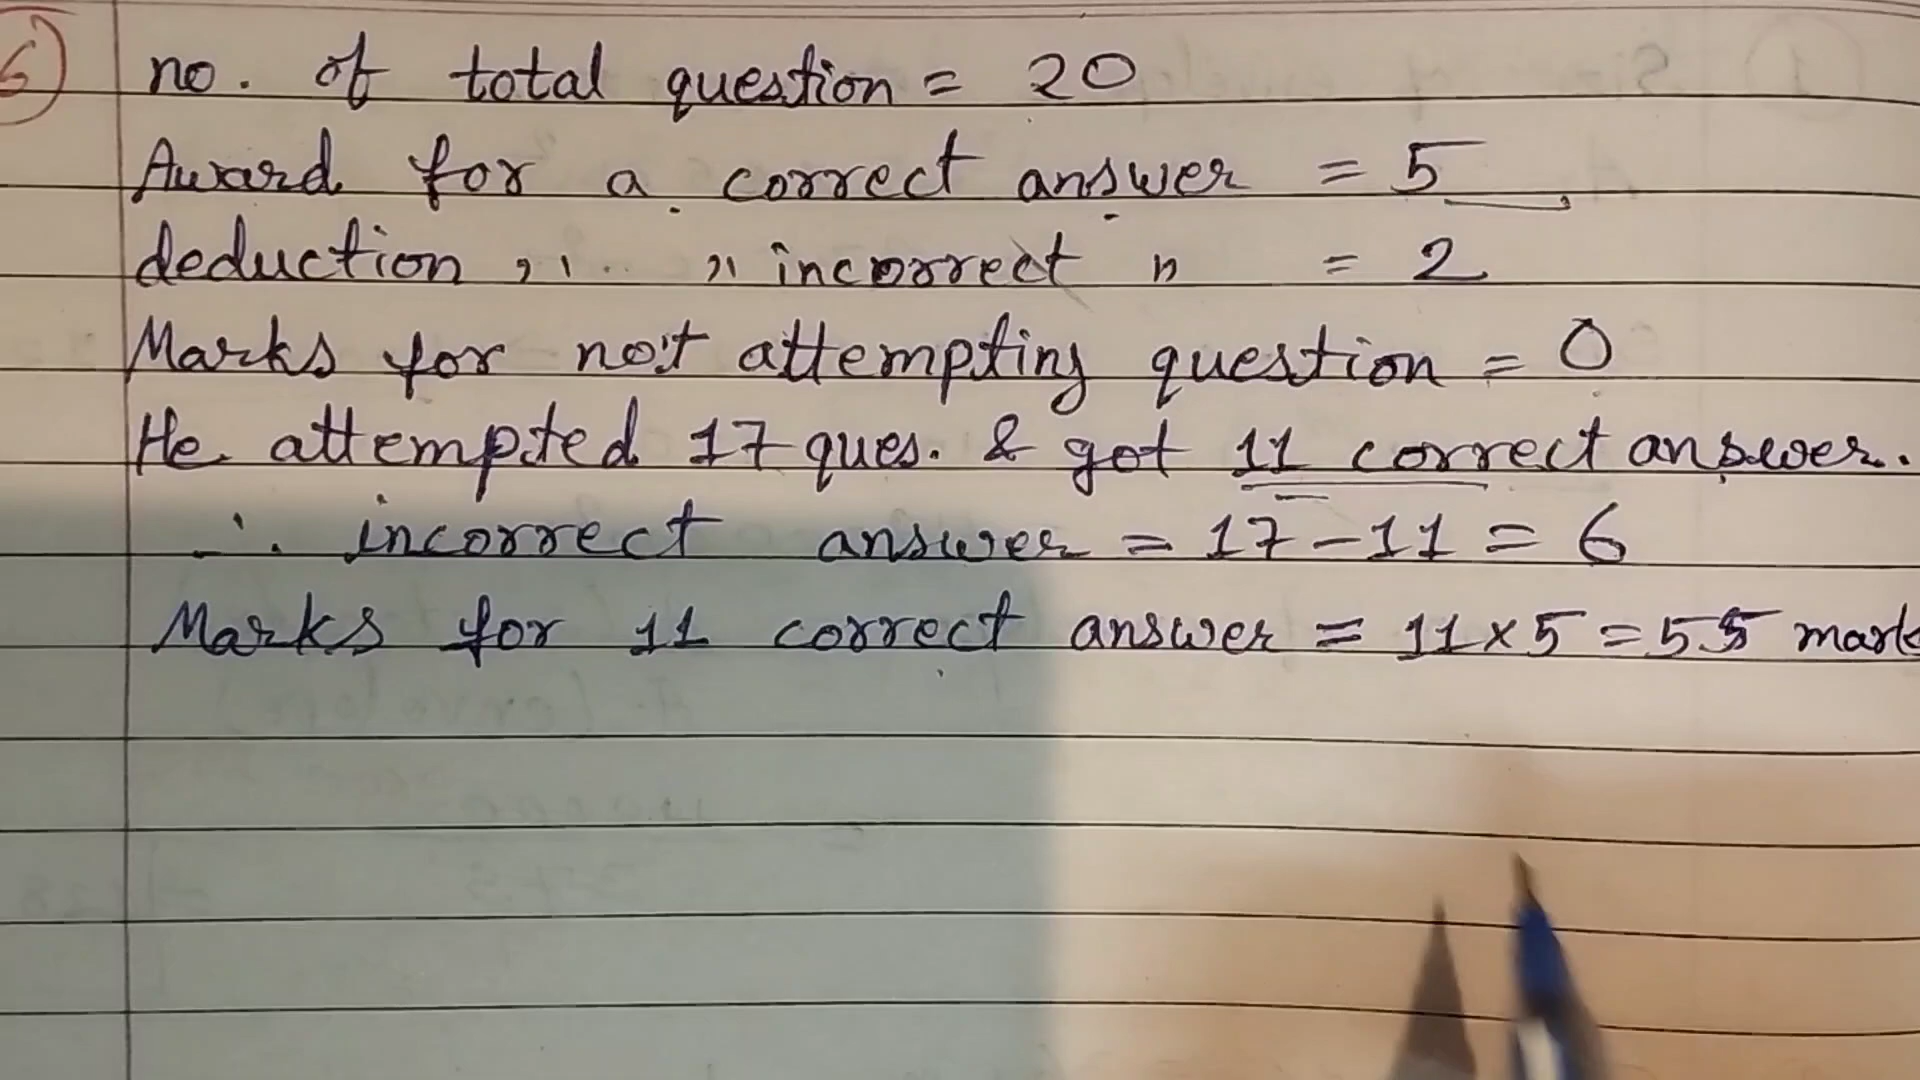 6 no. of total question = 20
Award for a correct answer = 5
deduction ,, ,, incorrect ,, = 2
Marks for not attempting question = 0
He attempted 17 ques. & got 11 correct answer.
∴ incorrect answer = 17 - 11 = 6
Marks for 11 correct answer = 11 × 5 = 55 mark